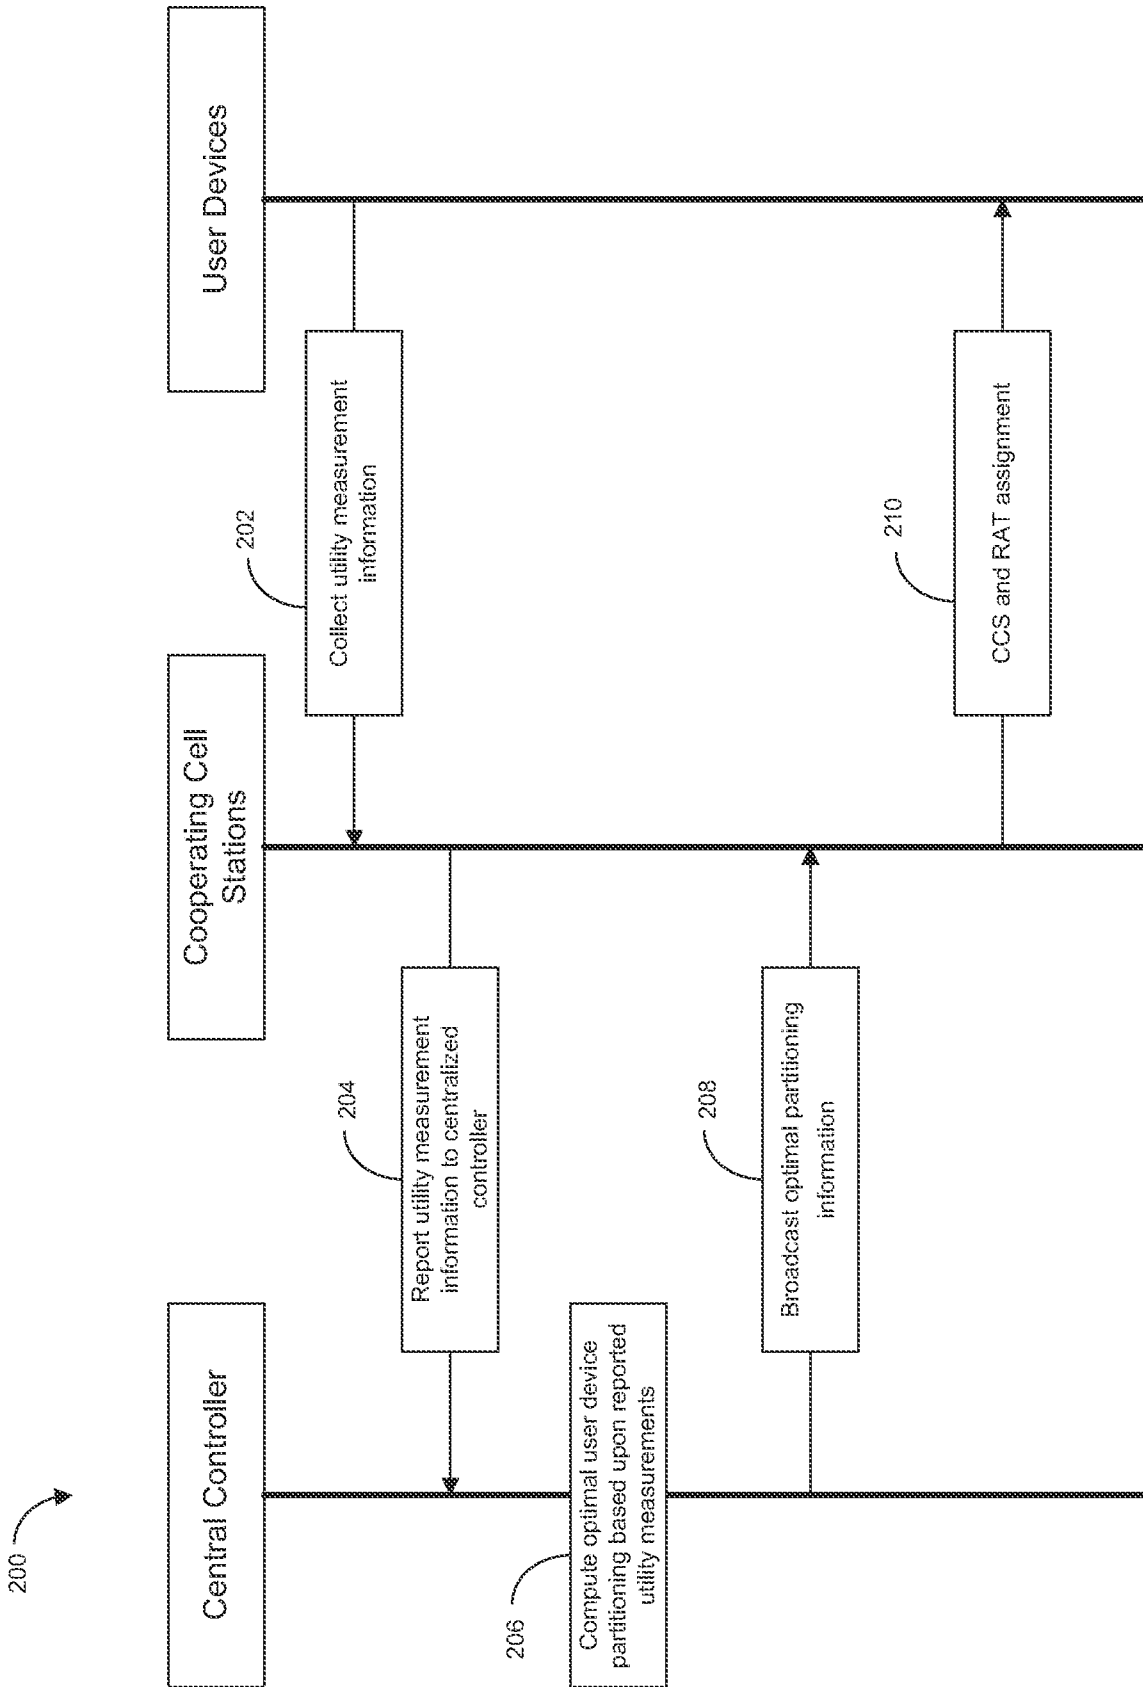 200
Central Controller
Cooperating Cell
Stations
User Devices
202
Collect utility measurement
information
204
Report utility measurement
information to centralized
controller
206
Compute optimal user device
partitioning based upon reported
utility measurements
208
Broadcast optimal partitioning
information
210
CCS and RAT assignment